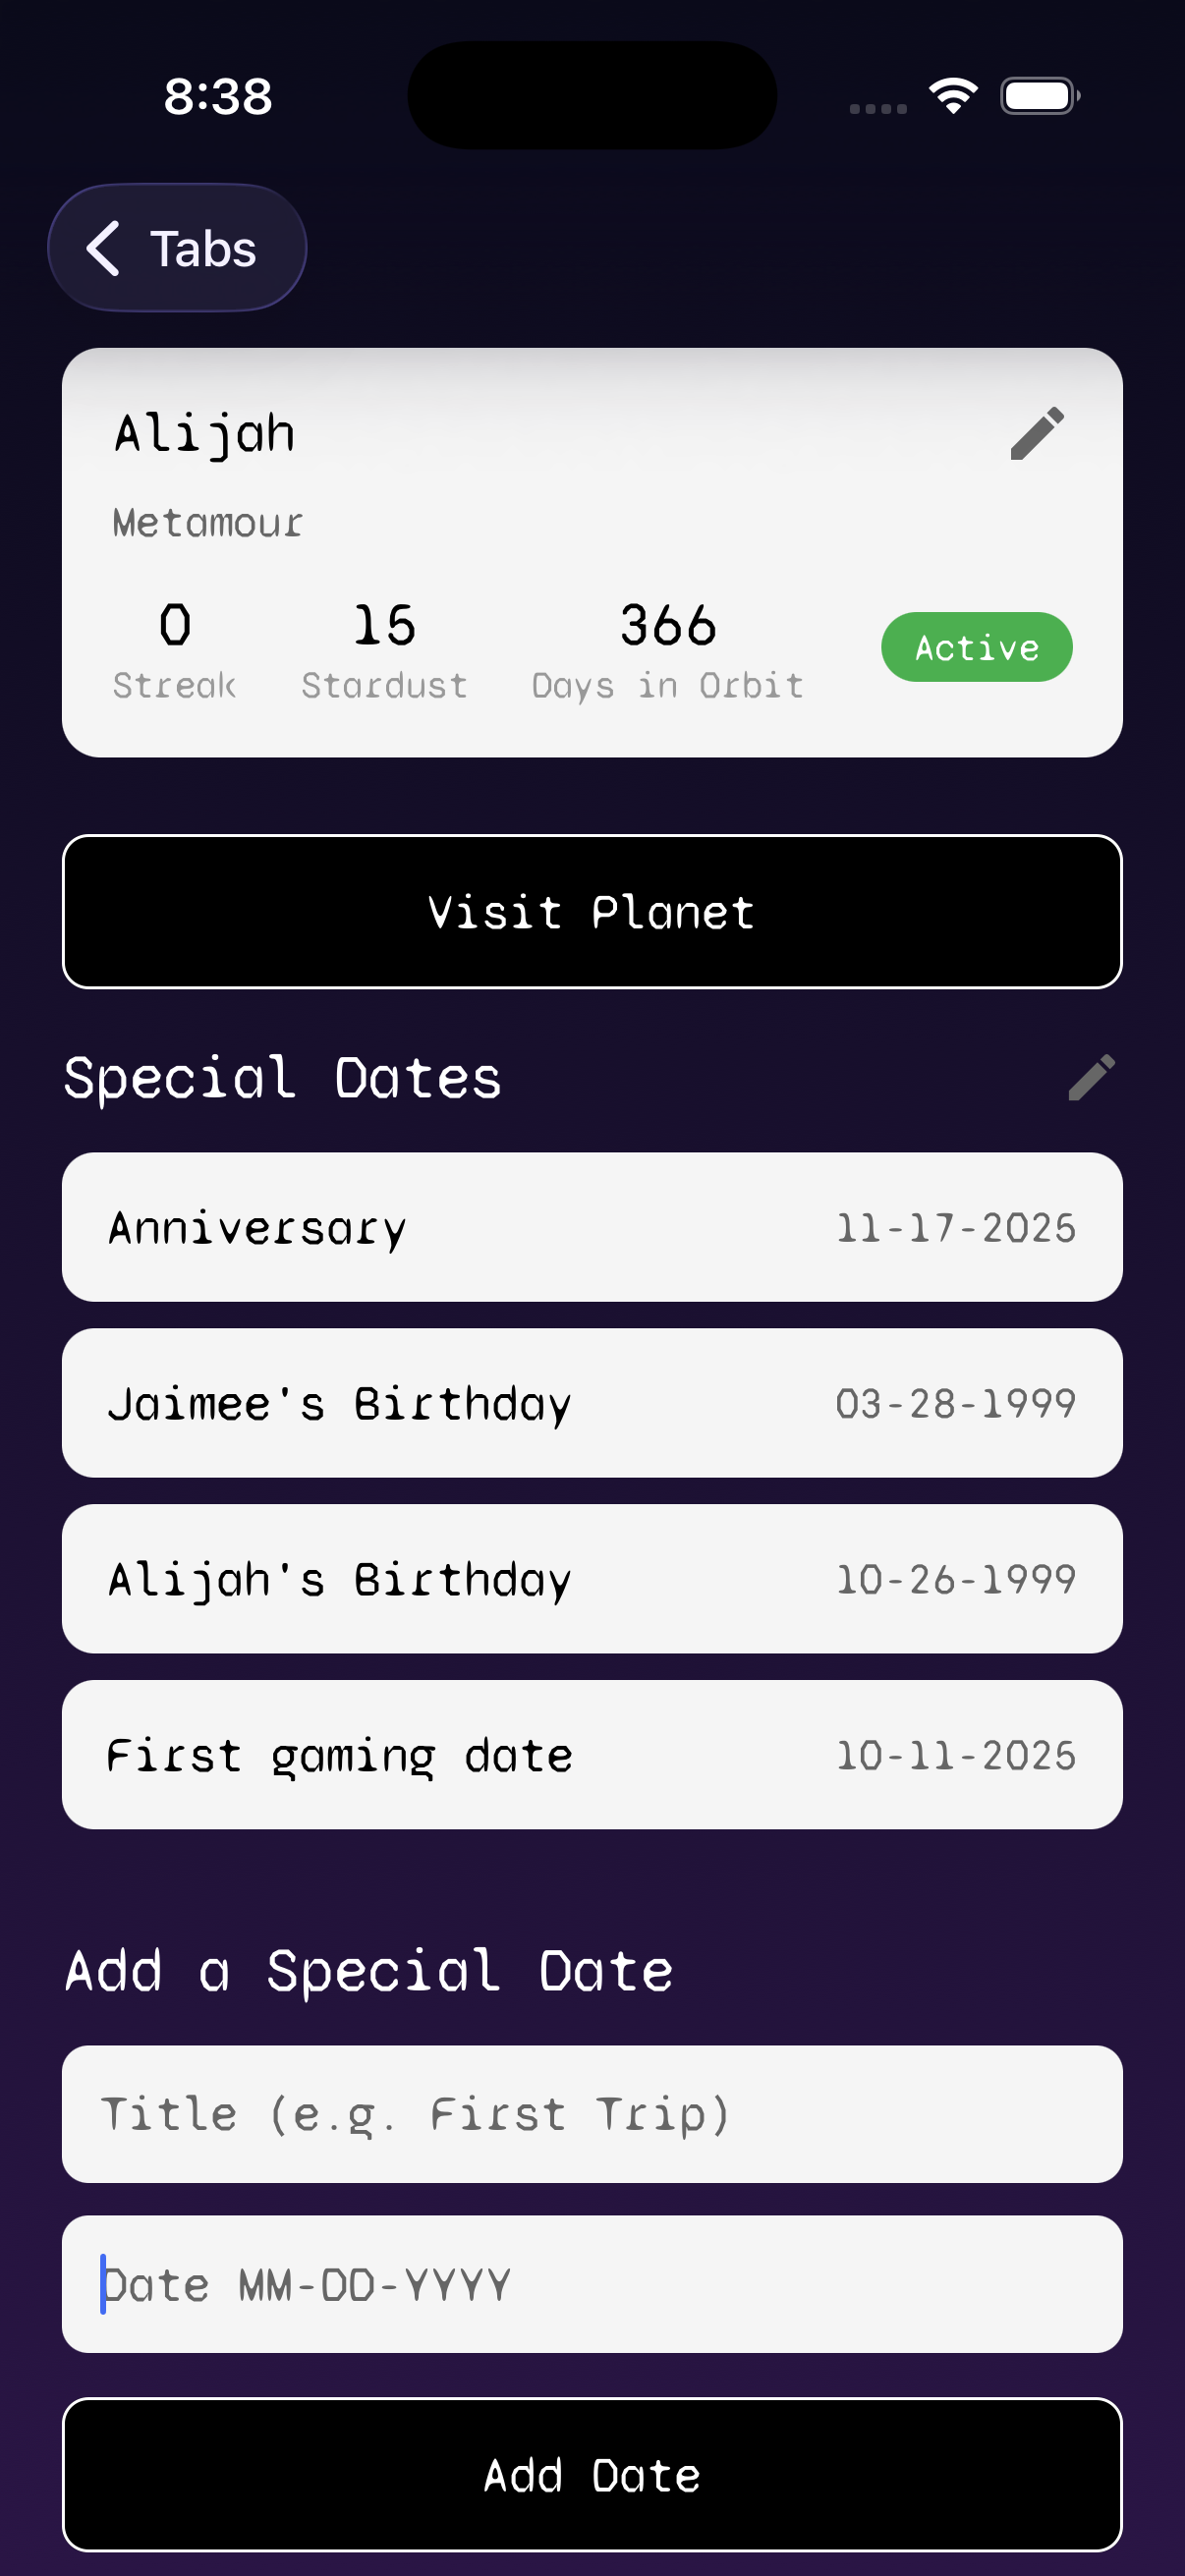 8:38
Tabs
Alijah
Metamour
0 15 366 Active
Streak Stardust Days in Orbit
Visit Planet
Special Dates
Anniversary 11-17-2025
Jaimee's Birthday 03-28-1999
Alijah's Birthday 10-26-1999
First gaming date 10-11-2025
Add a Special Date
Title (e.g. First Trip)
Date MM-DD-YYYY
Add Date